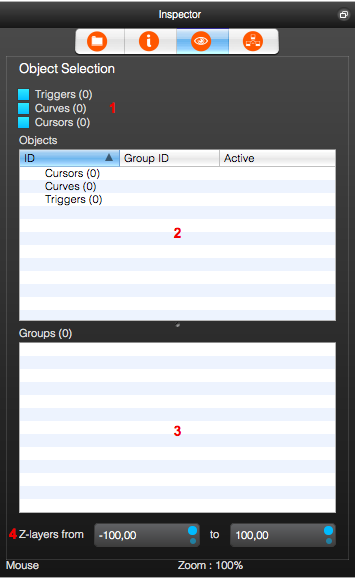 Inspector
Object Selection
Triggers (0)
Curves (0) 1
Cursors (0)
Objects
ID Group ID Active
Cursors (0)
Curves (0)
Triggers (0)
2
Groups (0)
3
4 Z-layers from -100,00 to 100,00
Mouse Zoom : 100%